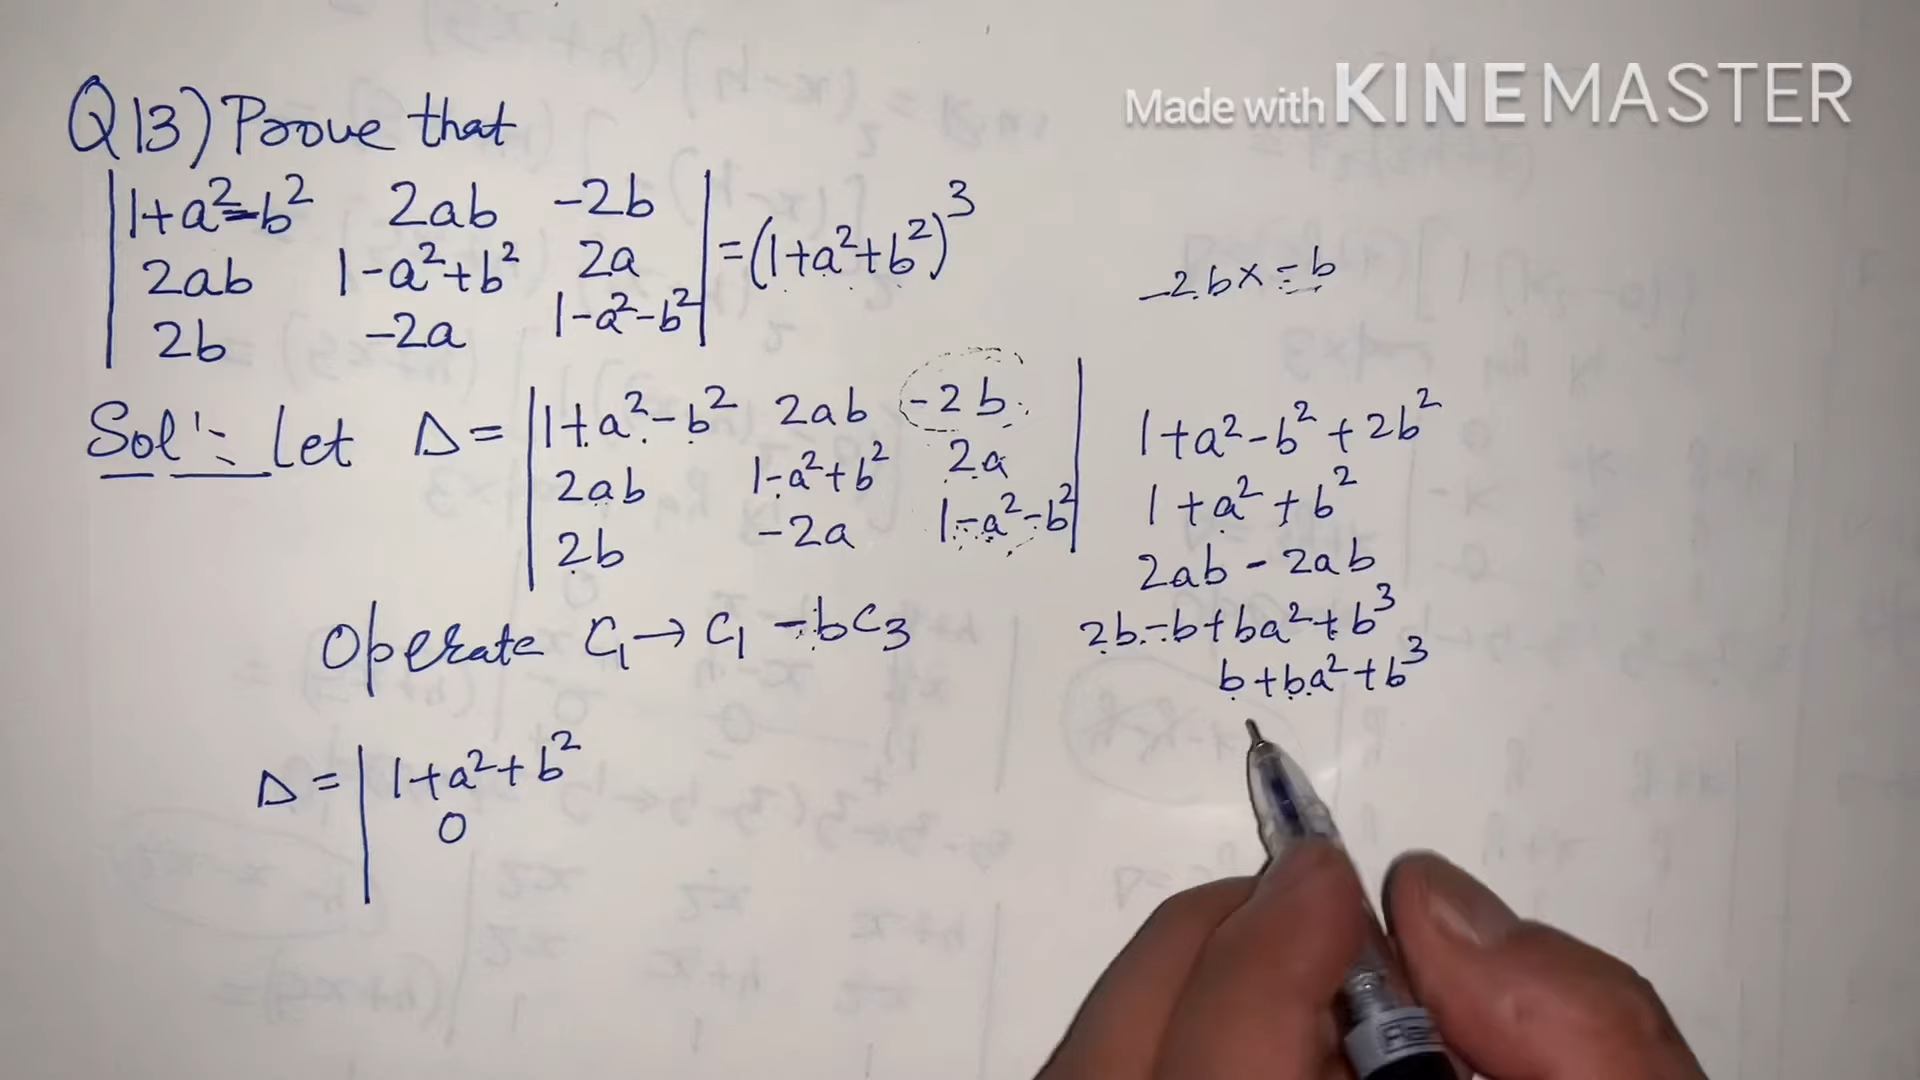 Made with KINEMASTER
Q13) Prove that
| 1+a²-b² 2ab -2b |
| 2ab 1-a²+b² 2a | = (1+a²+b²)³
| 2b -2a 1-a²-b² |
-2b×-b
Sol':- Let Δ = | 1+a²-b² 2ab -2b |
| 2ab 1-a²+b² 2a |
| 2b -2a 1-a²-b² |
1+a²-b²+2b²
1+a²+b²
2ab-2ab
2b-b+ba²+b³
b+ba²+b³
Operate C₁→C₁-bC₃
Δ = | 1+a²+b²
0